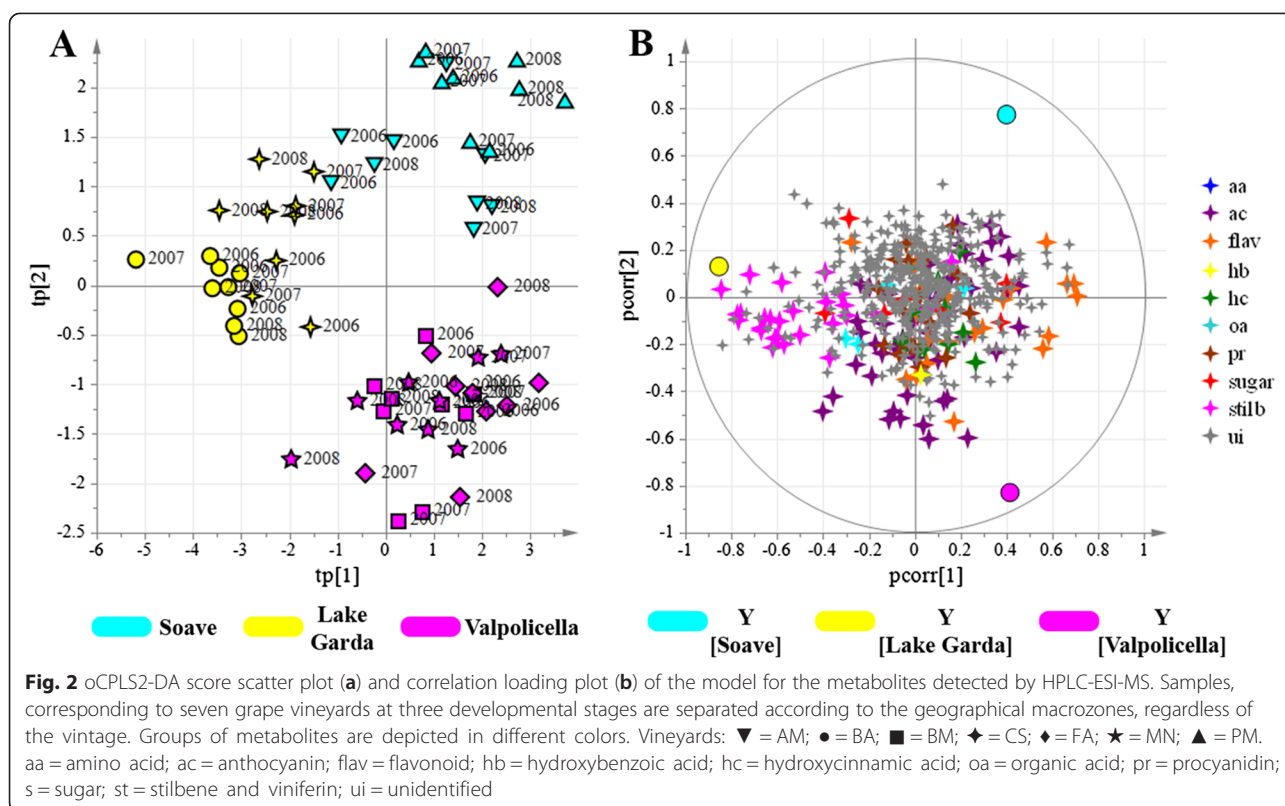 A
B
2007
2006
2007
2008
2006
2007
2008
2008
2006
2006
2007
2006
2007
2008
2006
2008
2008
2007
2008
2007
2007
2008
2006
2006
2007
2006
2006
2007
2007
2006
2008
2008
2006
2007
2007
2008
2006
2006
2008
2007
2006
2008
2006
2008
2006
2008
2007
2008
2007
2007
2
1.5
1
0.5
0
-0.5
-1
-1.5
-2
-2.5
tp[2]
-6 -5 -4 -3 -2 -1 0 1 2 3
tp[1]
1
0.8
0.6
0.4
0.2
0
-0.2
-0.4
-0.6
-0.8
-1
pcorr[2]
-1 -0.8 -0.6 -0.4 -0.2 0 0.2 0.4 0.6 0.8 1
pcorr[1]
aa
ac
flav
hb
hc
oa
pr
sugar
stilb
ui
Soave
Lake
Garda
Valpolicella
Y
[Soave]
Y
[Lake Garda]
Y
[Valpolicella]
Fig. 2 oCPLS2-DA score scatter plot (a) and correlation loading plot (b) of the model for the metabolites detected by HPLC-ESI-MS. Samples,
corresponding to seven grape vineyards at three developmental stages are separated according to the geographical macrozones, regardless of
the vintage. Groups of metabolites are depicted in different colors. Vineyards: ▼ = AM; ● = BA; ■ = BM; ✦ = CS; ♦ = FA; ★ = MN; ▲ = PM.
aa = amino acid; ac = anthocyanin; flav = flavonoid; hb = hydroxybenzoic acid; hc = hydroxycinnamic acid; oa = organic acid; pr = procyanidin;
s = sugar; st = stilbene and viniferin; ui = unidentified